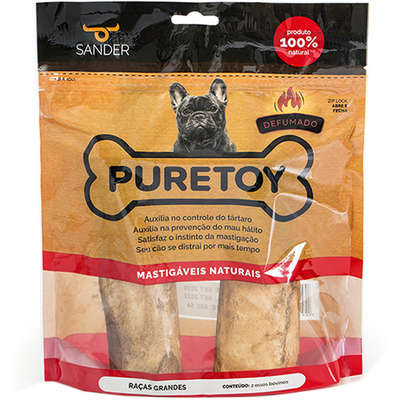 SANDER
produto
100%
natural
DEFUMADO
ZIP LOCK
ABRE E
FECHA
PURETOY
Auxilia no controle do tártaro
Auxilia na prevenção do mau hálito
Satisfaz o instinto da mastigação
Seu cão se distrai por mais tempo
MASTIGÁVEIS NATURAIS
RAÇAS GRANDES
CONTEÚDO: 2 ossos bovinos